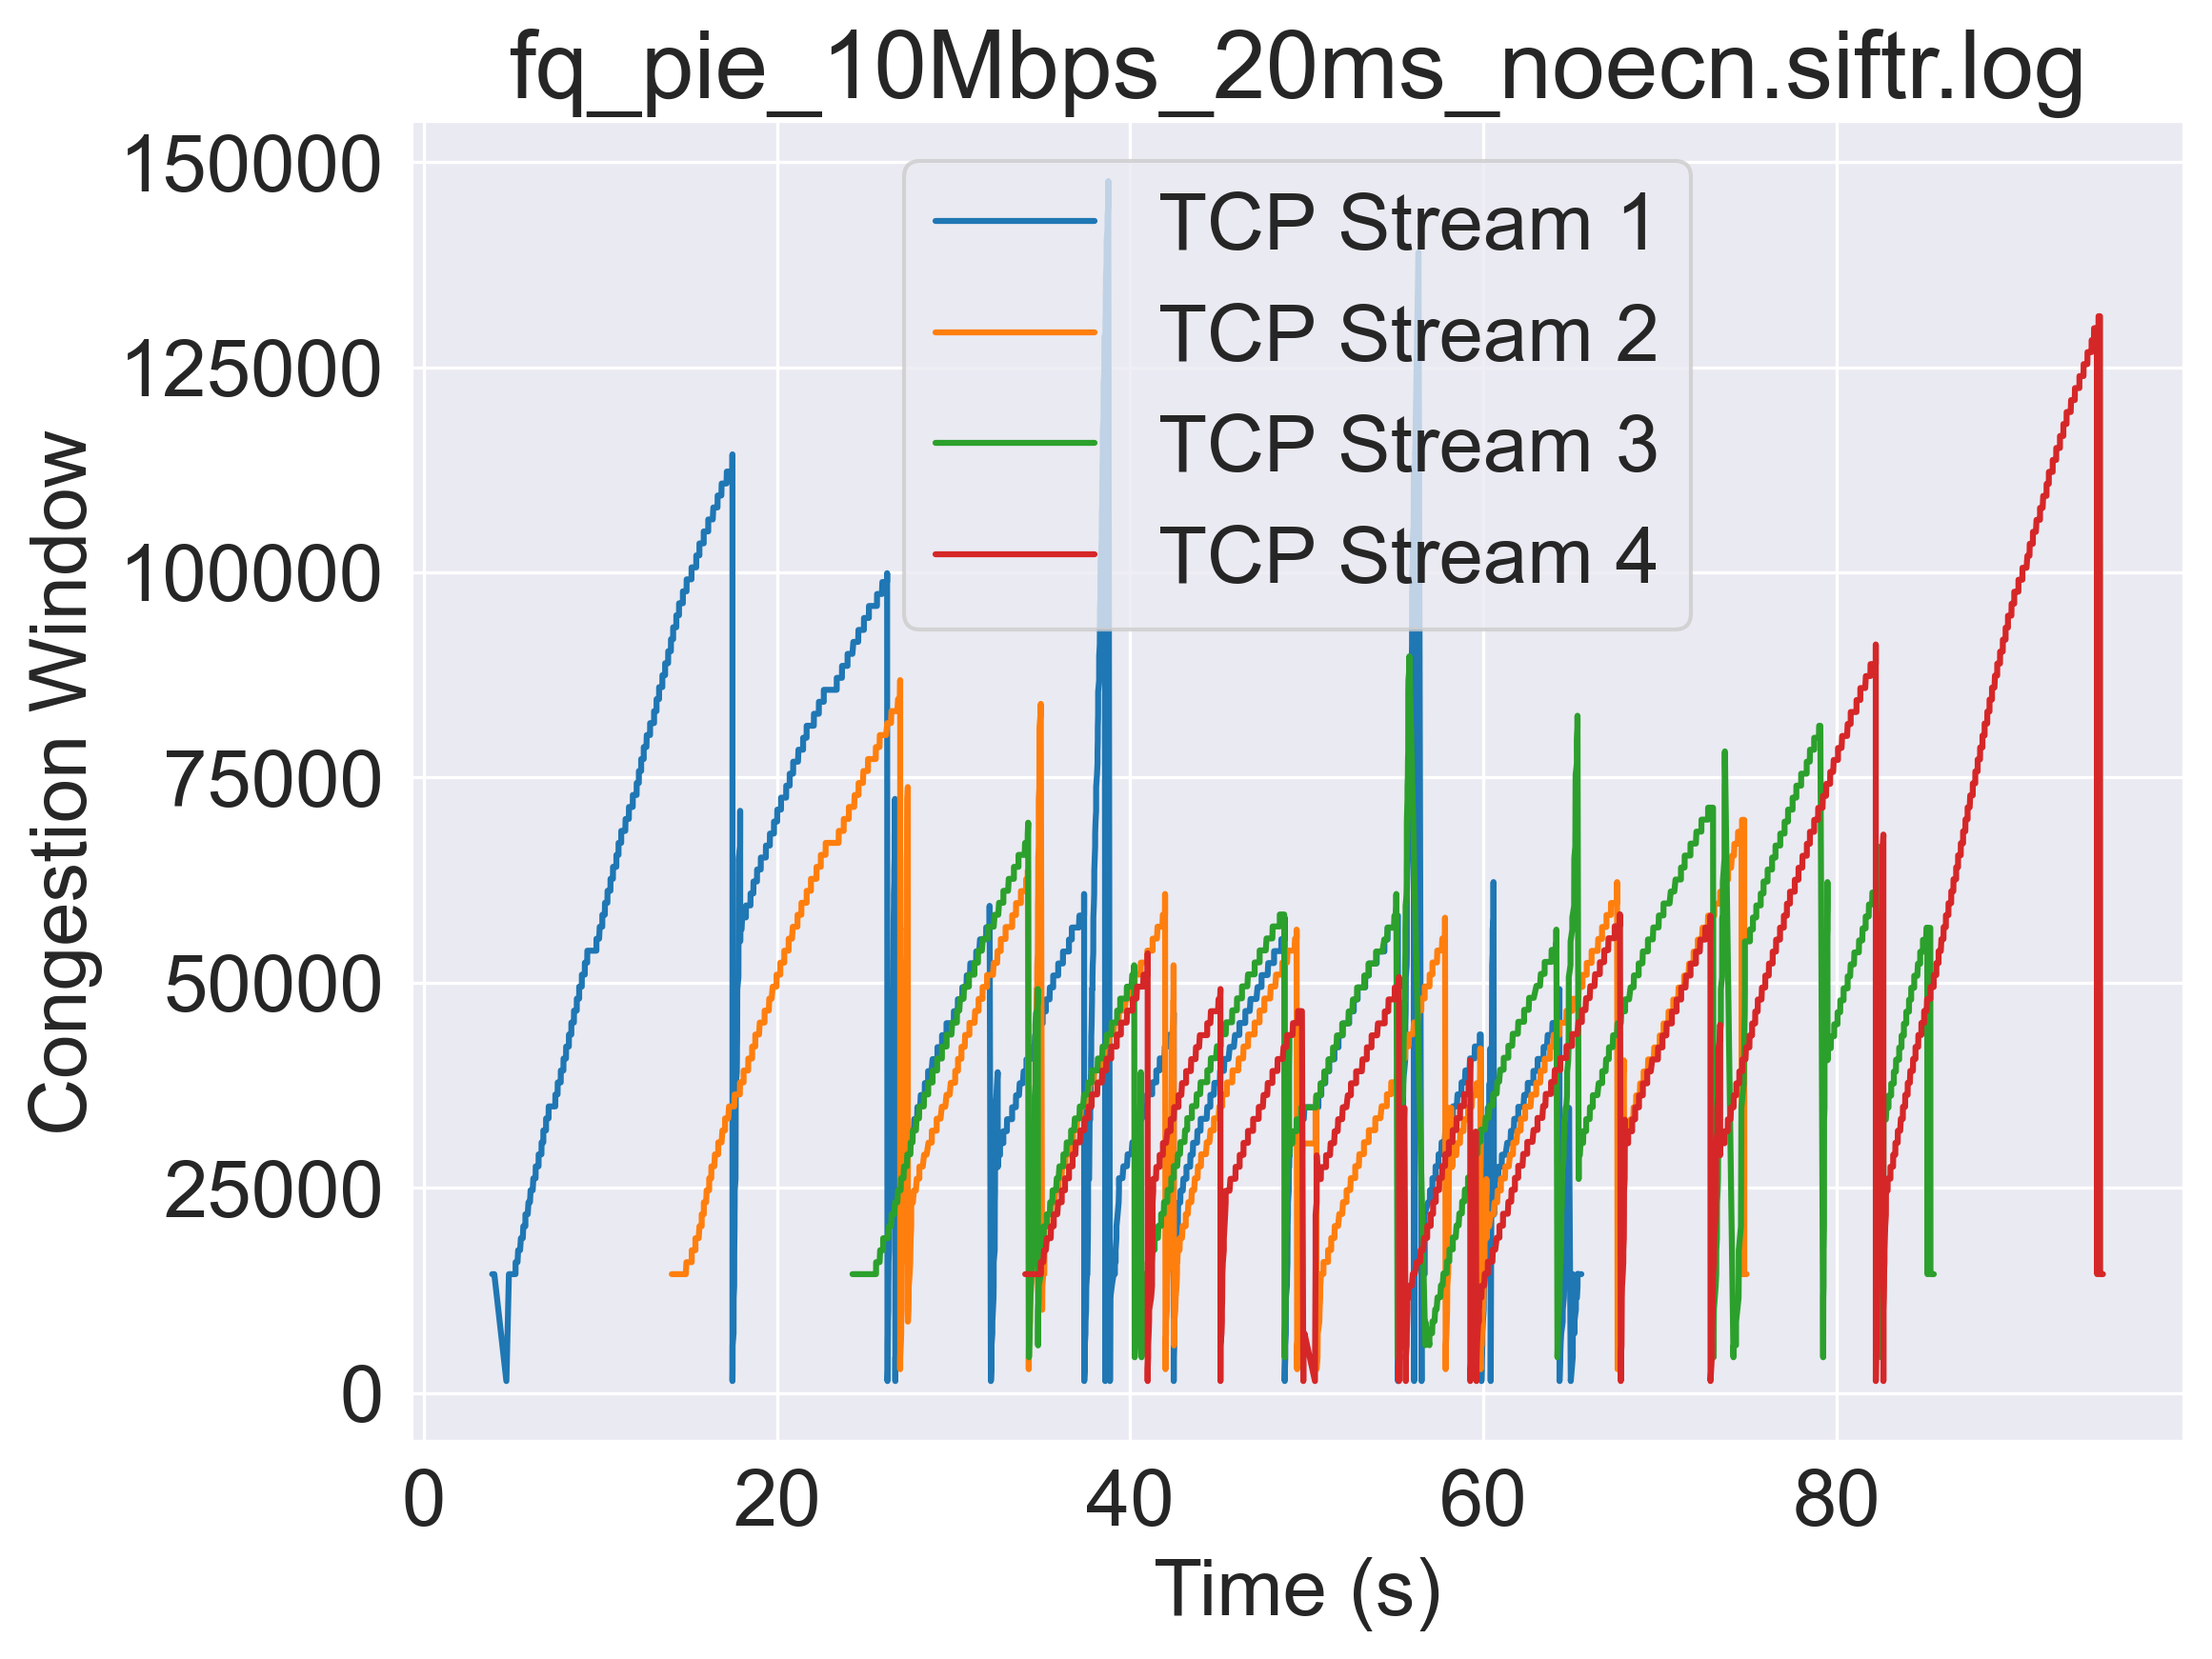 fq_pie_10Mbps_20ms_noecn.siftr.log
150000
125000
100000
75000
50000
25000
0
Congestion Window
TCP Stream 1
TCP Stream 2
TCP Stream 3
TCP Stream 4
0 20 40 60 80
Time (s)